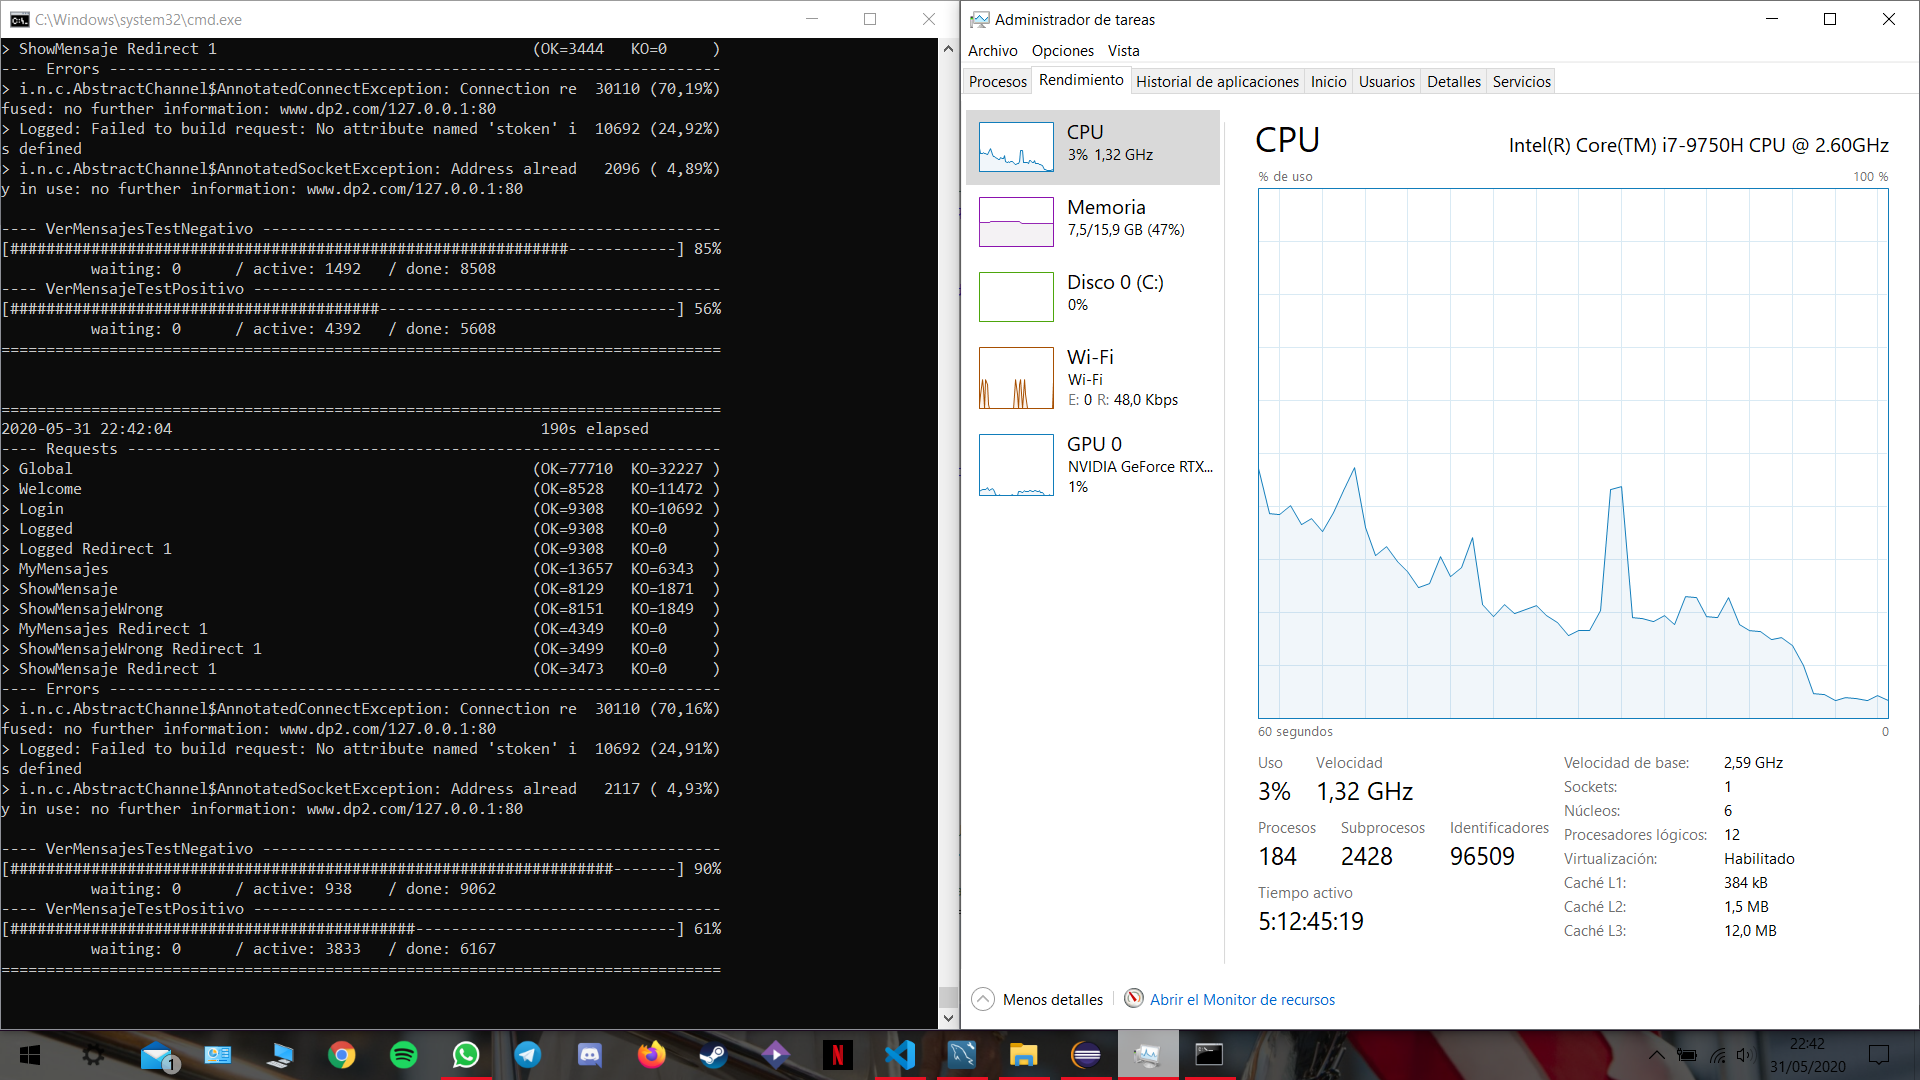 C:\Windows\system32\cmd.exe
> ShowMensaje Redirect 1 (OK=3444 KO=0 )
---- Errors --------------------------------------------------------------------
> i.n.c.AbstractChannel$AnnotatedConnectException: Connection re 30110 (70,19%)
fused: no further information: www.dp2.com/127.0.0.1:80
> Logged: Failed to build request: No attribute named 'stoken' i 10692 (24,92%)
s defined
> i.n.c.AbstractChannel$AnnotatedSocketException: Address alread 2096 ( 4,89%)
y in use: no further information: www.dp2.com/127.0.0.1:80
---- VerMensajesTestNegativo ---------------------------------------------------
[##############################################################------------] 85%
waiting: 0 / active: 1492 / done: 8508
---- VerMensajeTestPositivo ----------------------------------------------------
[#########################################---------------------------------] 56%
waiting: 0 / active: 4392 / done: 5608
================================================================================
================================================================================
2020-05-31 22:42:04 190s elapsed
---- Requests ------------------------------------------------------------------
> Global (OK=77710 KO=32227 )
> Welcome (OK=8528 KO=11472 )
> Login (OK=9308 KO=10692 )
> Logged (OK=9308 KO=0 )
> Logged Redirect 1 (OK=9308 KO=0 )
> MyMensajes (OK=13657 KO=6343 )
> ShowMensaje (OK=8129 KO=1871 )
> ShowMensajeWrong (OK=8151 KO=1849 )
> MyMensajes Redirect 1 (OK=4349 KO=0 )
> ShowMensajeWrong Redirect 1 (OK=3499 KO=0 )
> ShowMensaje Redirect 1 (OK=3473 KO=0 )
---- Errors --------------------------------------------------------------------
> i.n.c.AbstractChannel$AnnotatedConnectException: Connection re 30110 (70,16%)
fused: no further information: www.dp2.com/127.0.0.1:80
> Logged: Failed to build request: No attribute named 'stoken' i 10692 (24,91%)
s defined
> i.n.c.AbstractChannel$AnnotatedSocketException: Address alread 2117 ( 4,93%)
y in use: no further information: www.dp2.com/127.0.0.1:80
---- VerMensajesTestNegativo ---------------------------------------------------
[###################################################################-------] 90%
waiting: 0 / active: 938 / done: 9062
---- VerMensajeTestPositivo ----------------------------------------------------
[#############################################-----------------------------] 61%
waiting: 0 / active: 3833 / done: 6167
================================================================================
Administrador de tareas
Archivo Opciones Vista
Procesos Rendimiento Historial de aplicaciones Inicio Usuarios Detalles Servicios
CPU
3% 1,32 GHz
Memoria
7,5/15,9 GB (47%)
Disco 0 (C:)
0%
Wi-Fi
Wi-Fi
E: 0 R: 48,0 Kbps
GPU 0
NVIDIA GeForce RTX...
1%
CPU Intel(R) Core(TM) i7-9750H CPU @ 2.60GHz
% de uso 100 %
60 segundos 0
Uso Velocidad
3% 1,32 GHz
Procesos Subprocesos Identificadores
184 2428 96509
Tiempo activo
5:12:45:19
Velocidad de base: 2,59 GHz
Sockets: 1
Núcleos: 6
Procesadores lógicos: 12
Virtualización: Habilitado
Caché L1: 384 kB
Caché L2: 1,5 MB
Caché L3: 12,0 MB
Menos detalles Abrir el Monitor de recursos
1
N
22:42
31/05/2020